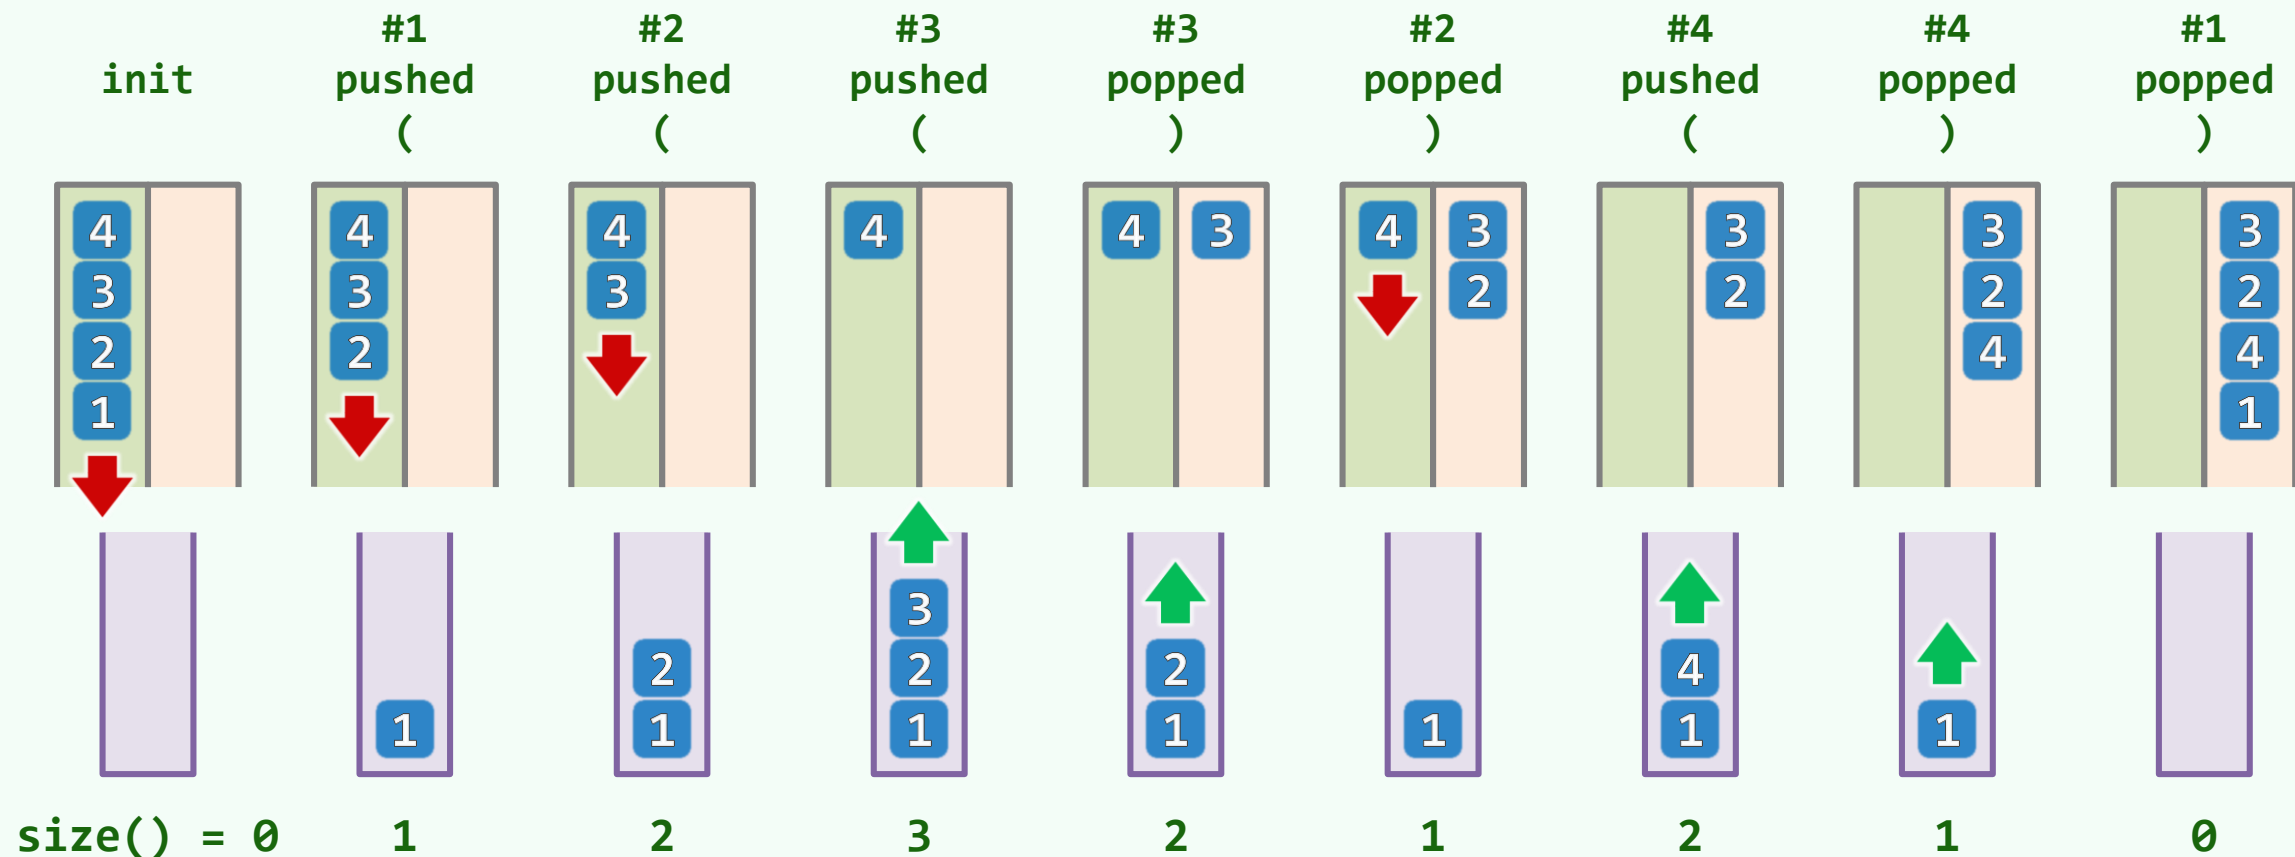 #1 #2 #3 #3 #2 #4 #4 #1
init pushed pushed pushed popped popped pushed popped popped
( ( ( ) ) ( ) )
4 4 4 4 4 3 4 3 3 3 3
3 3 3 2 2 2 2
2 2 4 4
1 1
3
2 2 2 4
1 1 1 1 1 1 1
size() = 0 1 2 3 2 1 2 1 0